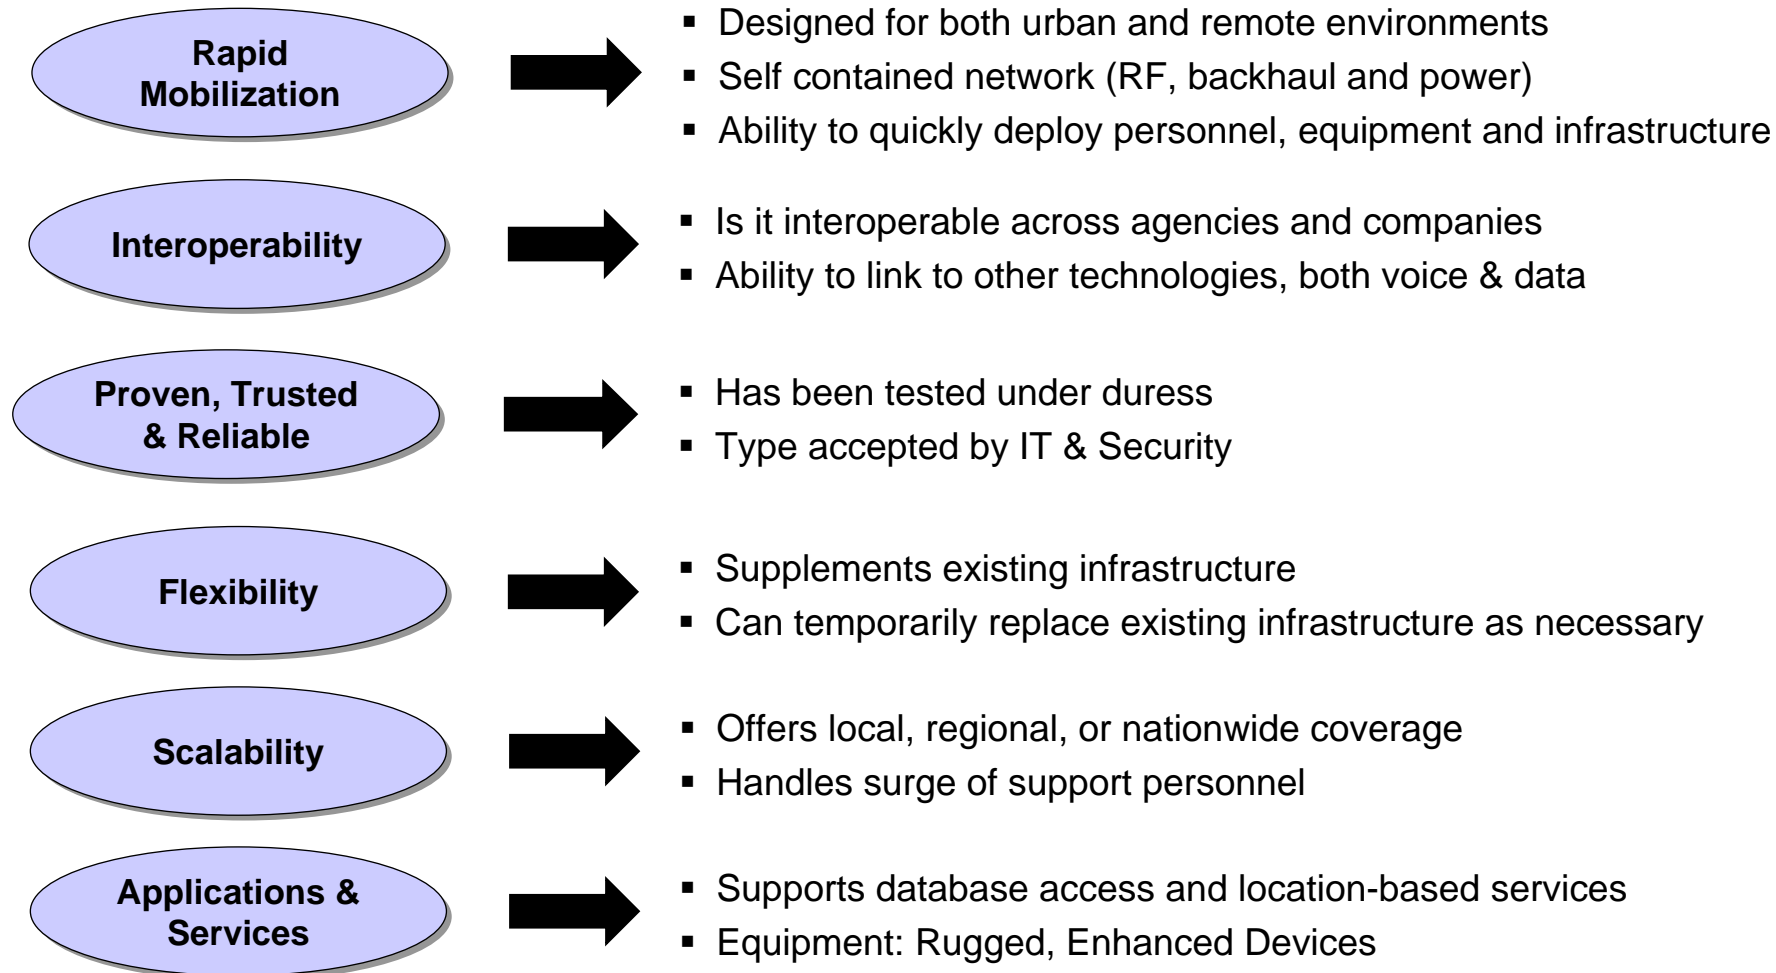 Rapid
Mobilization
▪ Designed for both urban and remote environments
▪ Self contained network (RF, backhaul and power)
▪ Ability to quickly deploy personnel, equipment and infrastructure
Interoperability
▪ Is it interoperable across agencies and companies
▪ Ability to link to other technologies, both voice & data
Proven, Trusted
& Reliable
▪ Has been tested under duress
▪ Type accepted by IT & Security
Flexibility
▪ Supplements existing infrastructure
▪ Can temporarily replace existing infrastructure as necessary
Scalability
▪ Offers local, regional, or nationwide coverage
▪ Handles surge of support personnel
Applications &
Services
▪ Supports database access and location-based services
▪ Equipment: Rugged, Enhanced Devices